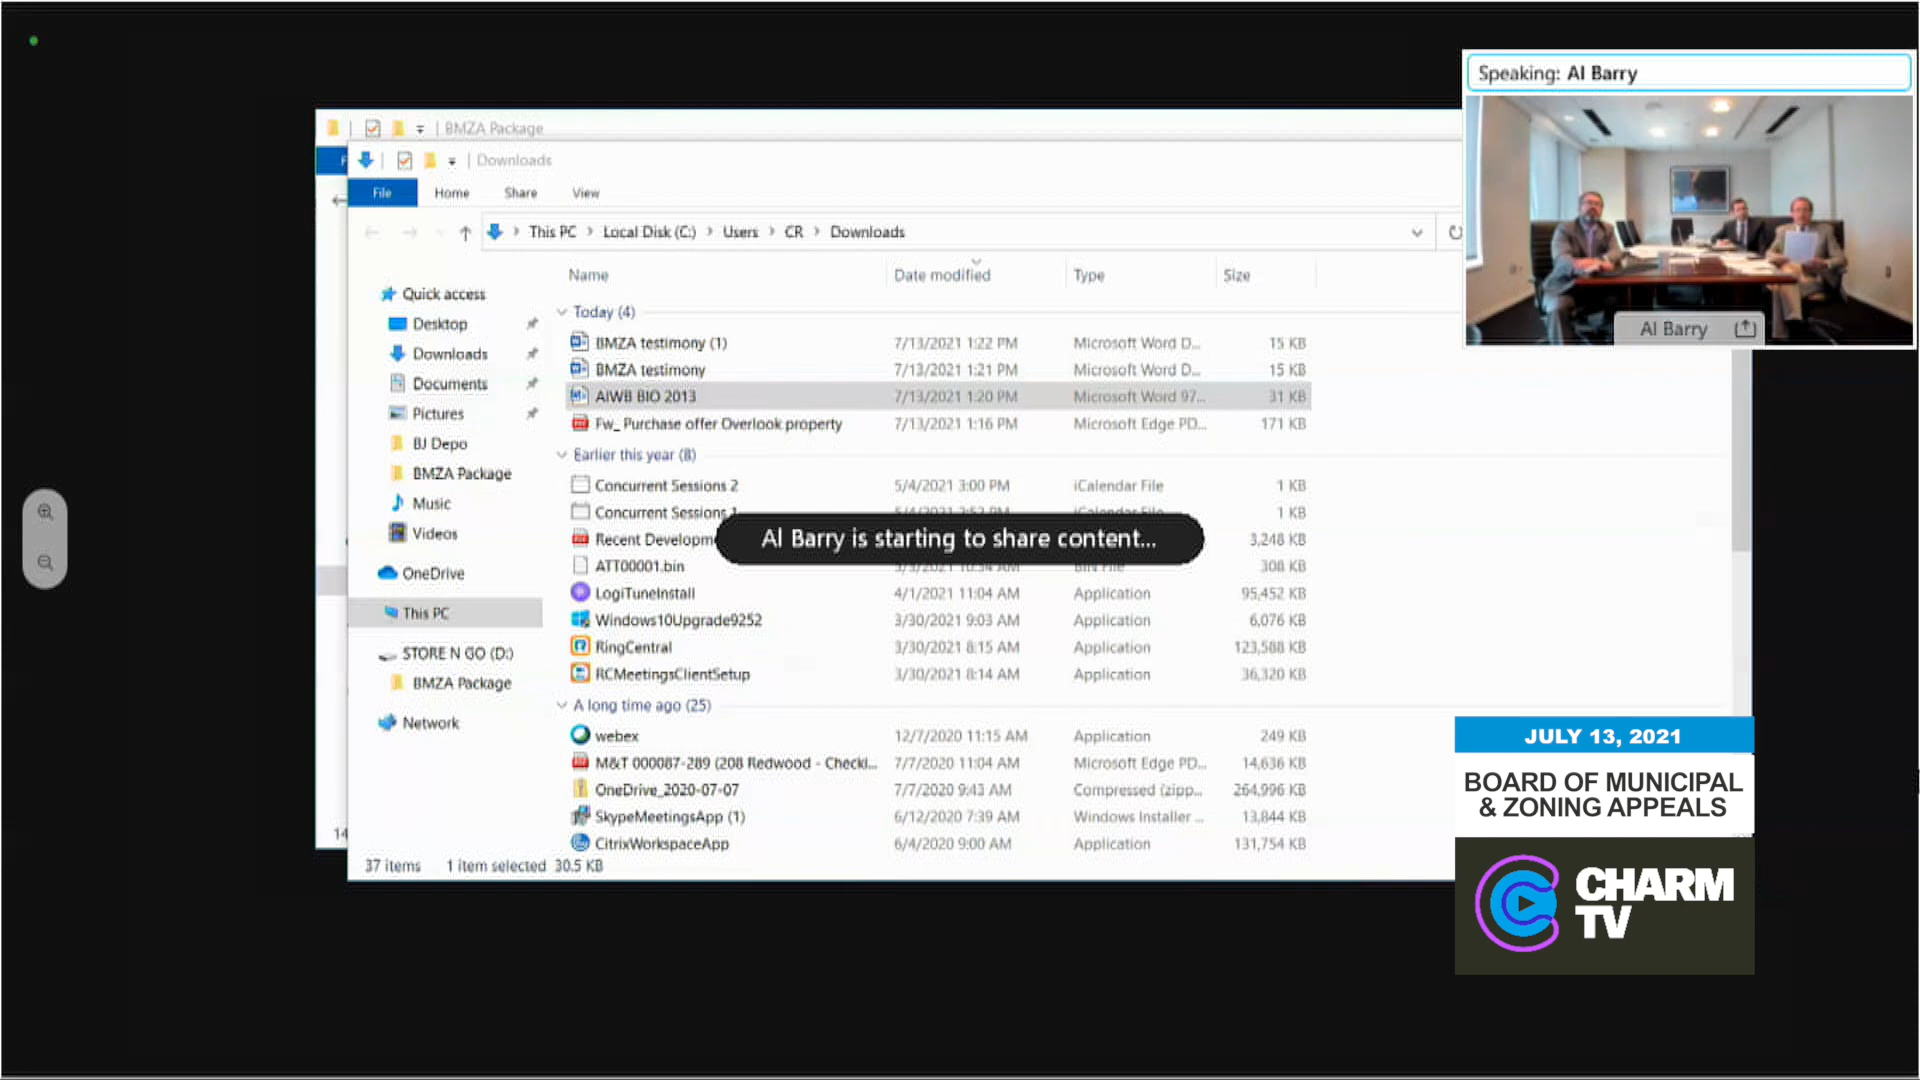 Speaking: Al Barry
Al Barry
BMZA Package
Downloads
File Home Share View
This PC > Local Disk (C:) > Users > CR > Downloads
Name Date modified Type Size
Quick access
Desktop
Downloads
Documents
Pictures
BJ Depo
BMZA Package
Music
Videos
OneDrive
This PC
STORE N GO (D:)
BMZA Package
Network
Today (4)
BMZA testimony (1) 7/13/2021 1:22 PM Microsoft Word D... 15 KB
BMZA testimony 7/13/2021 1:21 PM Microsoft Word D... 15 KB
AIWB BIO 2013 7/13/2021 1:20 PM Microsoft Word 97... 31 KB
Fw_ Purchase offer Overlook property 7/13/2021 1:16 PM Microsoft Edge PD... 171 KB
Earlier this year (8)
Concurrent Sessions 2 5/4/2021 3:00 PM iCalendar File 1 KB
Concurrent Sessions 1 KB
Recent Developm 3,248 KB
Al Barry is starting to share content...
ATT00001.bin 308 KB
LogiTuneInstall 4/1/2021 11:04 AM Application 95,452 KB
Windows10Upgrade9252 3/30/2021 9:03 AM Application 6,076 KB
RingCentral 3/30/2021 8:15 AM Application 123,588 KB
RCMeetingsClientSetup 3/30/2021 8:14 AM Application 36,320 KB
A long time ago (25)
webex 12/7/2020 11:15 AM Application 249 KB
M&T 000087-289 (208 Redwood - Checki... 7/7/2020 11:04 AM Microsoft Edge PD... 14,636 KB
OneDrive_2020-07-07 7/7/2020 9:43 AM Compressed (zipp... 264,996 KB
SkypeMeetingsApp (1) 6/12/2020 7:39 AM Windows Installer ... 13,844 KB
CitrixWorkspaceApp 6/4/2020 9:00 AM Application 131,754 KB
14
37 items 1 item selected 30.5 KB
JULY 13, 2021
BOARD OF MUNICIPAL
& ZONING APPEALS
CHARM
TV